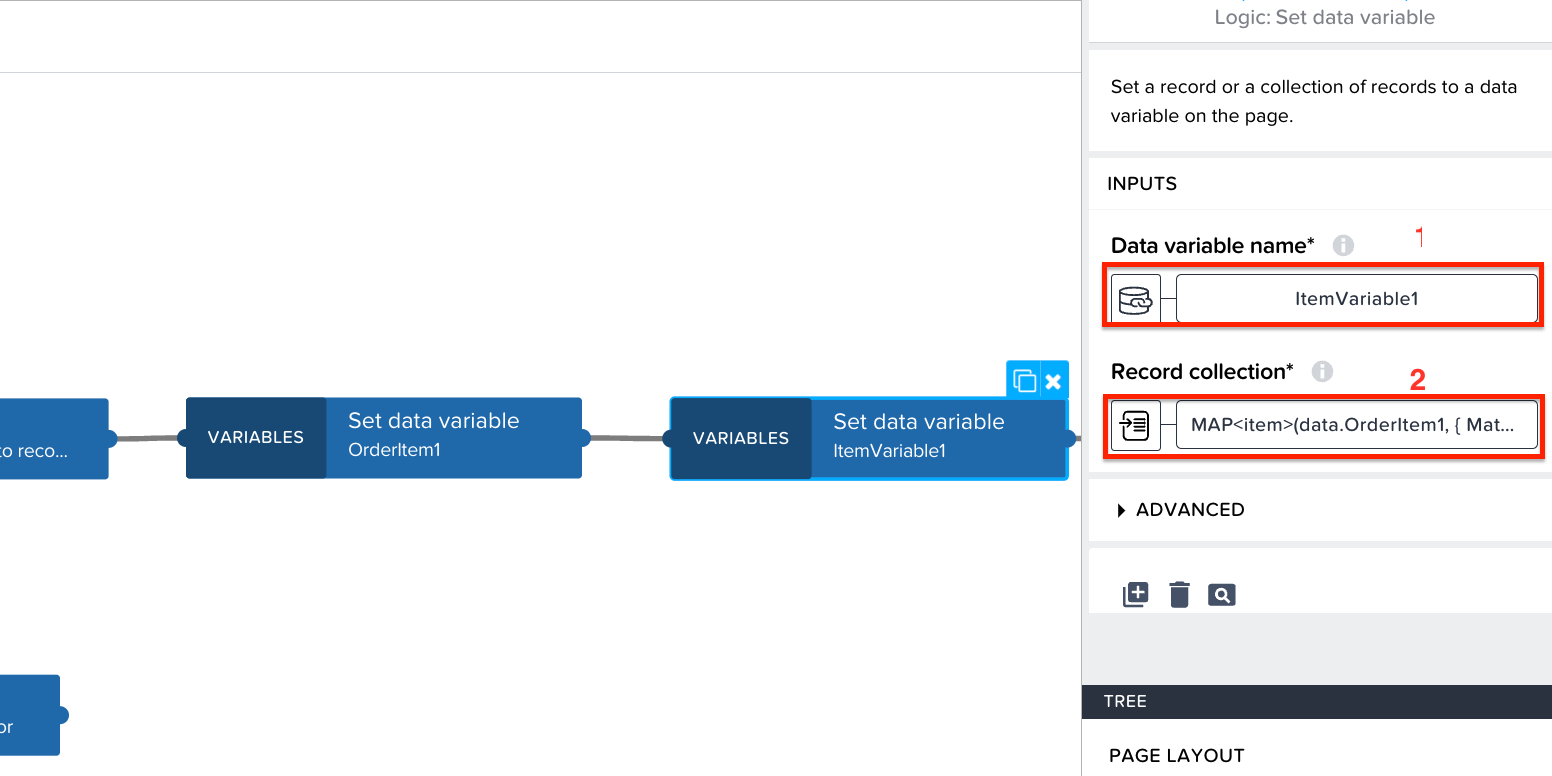 Logic: Set data variable
Set a record or a collection of records to a data
variable on the page.
INPUTS
Data variable name*
1
ItemVariable1
Record collection*
2
MAP<item>(data.OrderItem1, { Mat...
ADVANCED
to reco...
VARIABLES
Set data variable
OrderItem1
VARIABLES
Set data variable
ItemVariable1
or
TREE
PAGE LAYOUT